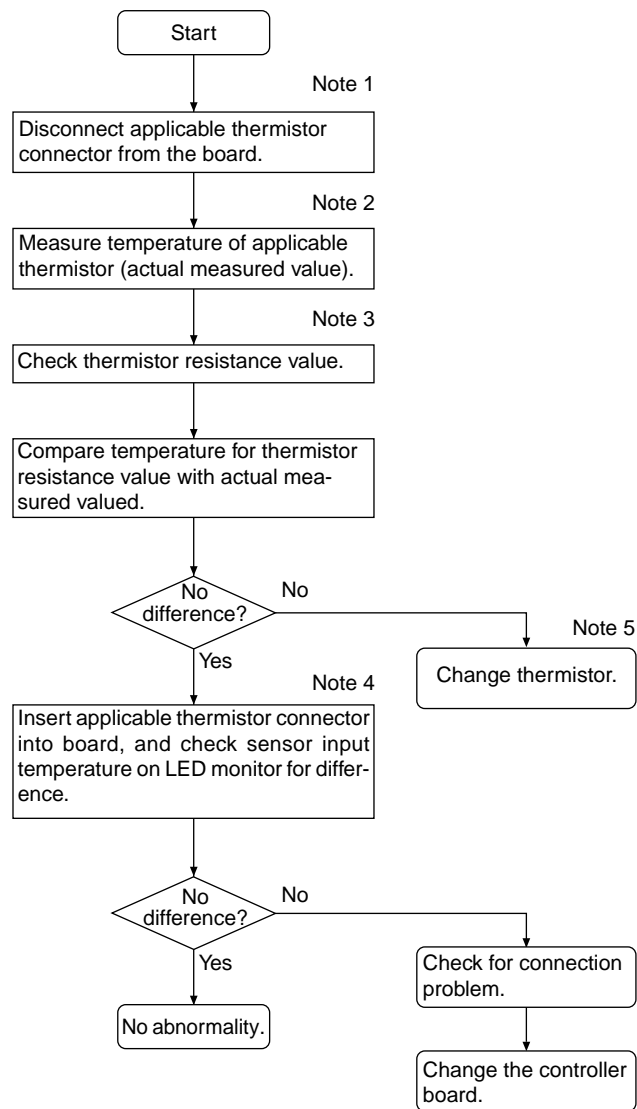 Start
Note 1
Disconnect applicable thermistor
connector from the board.
Note 2
Measure temperature of applicable
thermistor (actual measured value).
Note 3
Check thermistor resistance value.
Compare temperature for thermistor
resistance value with actual mea-
sured valued.
No
difference?
No
Yes
Note 5
Change thermistor.
Note 4
Insert applicable thermistor connector
into board, and check sensor input
temperature on LED monitor for differ-
ence.
No
difference?
No
Yes
Check for connection
problem.
No abnormality.
Change the controller
board.